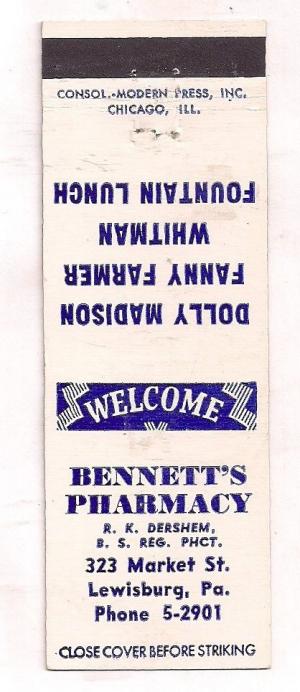 CONSOL.-MODERN PRESS, INC.
CHICAGO, ILL.
DOLLY MADISON
FANNY FARMER
WHITMAN
FOUNTAIN LUNCH
WELCOME
BENNETT'S
PHARMACY
R. K. DERSHEM,
B. S. REG. PHCT.
323 Market St.
Lewisburg, Pa.
Phone 5-2901
CLOSE COVER BEFORE STRIKING